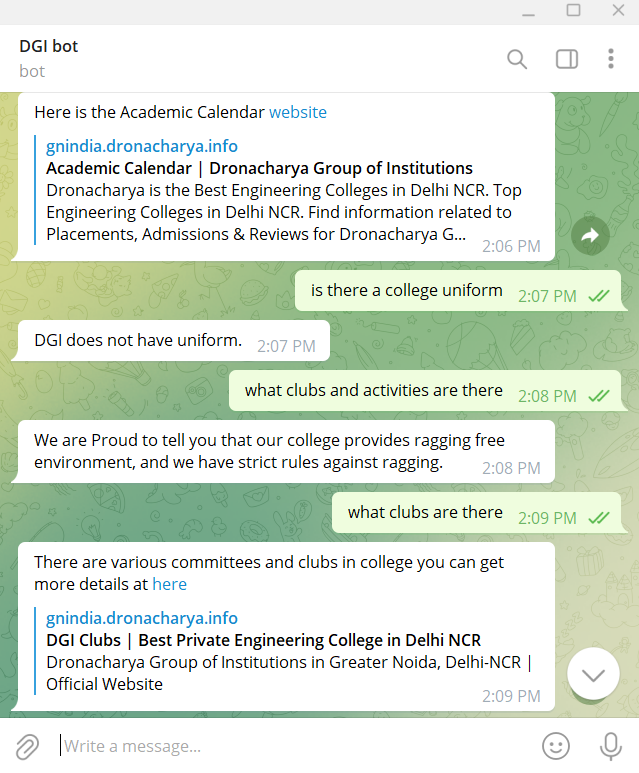 DGI bot
bot
Here is the Academic Calendar website
gnindia.dronacharya.info
Academic Calendar | Dronacharya Group of Institutions
Dronacharya is the Best Engineering Colleges in Delhi NCR. Top
Engineering Colleges in Delhi NCR. Find information related to
Placements, Admissions & Reviews for Dronacharya G...
2:06 PM
is there a college uniform 2:07 PM
DGI does not have uniform. 2:07 PM
what clubs and activities are there 2:08 PM
We are Proud to tell you that our college provides ragging free
environment, and we have strict rules against ragging. 2:08 PM
what clubs are there 2:09 PM
There are various committees and clubs in college you can get
more details at here
gnindia.dronacharya.info
DGI Clubs | Best Private Engineering College in Delhi NCR
Dronacharya Group of Institutions in Greater Noida, Delhi-NCR |
Official Website
2:09 PM
Write a message...